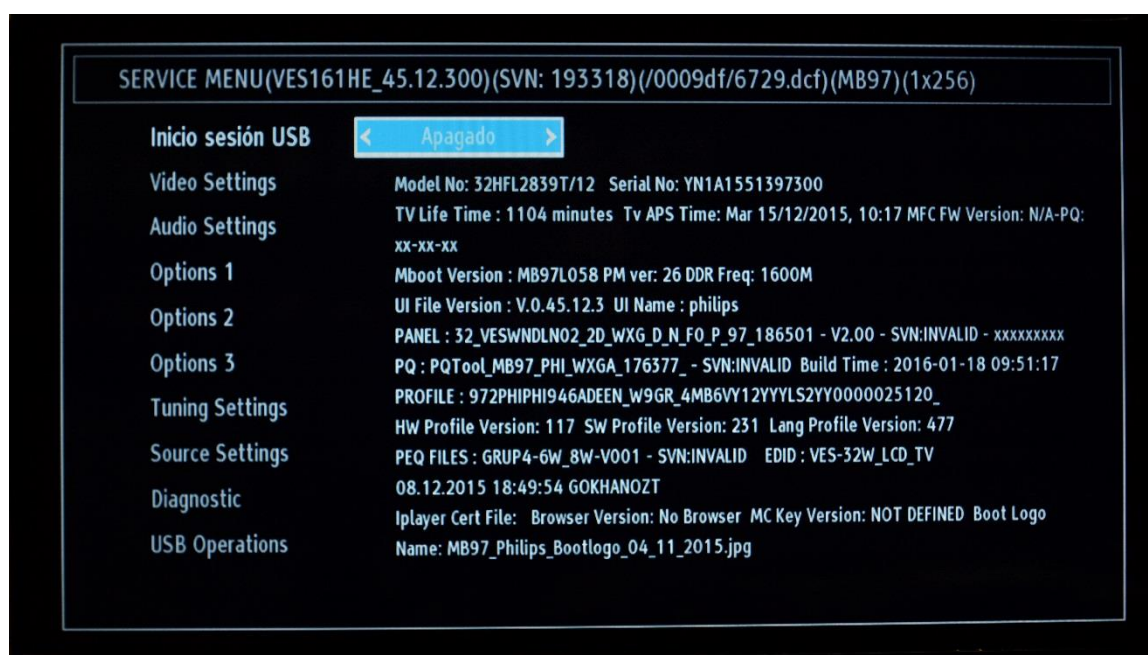 SERVICE MENU(VES161HE_45.12.300)(SVN: 193318)(/0009df/6729.dcf)(MB97)(1x256)
Inicio sesión USB < Apagado >
Video Settings
Audio Settings
Options 1
Options 2
Options 3
Tuning Settings
Source Settings
Diagnostic
USB Operations
Model No: 32HFL2839T/12 Serial No: YN1A1551397300
TV Life Time : 1104 minutes Tv APS Time: Mar 15/12/2015, 10:17 MFC FW Version: N/A-PQ:
xx-xx-xx
Mboot Version : MB97L058 PM ver: 26 DDR Freq: 1600M
UI File Version : V.0.45.12.3 UI Name : philips
PANEL : 32_VESWNDLN02_2D_WXG_D_N_F0_P_97_186501 - V2.00 - SVN:INVALID - xxxxxxxxx
PQ : PQTool_MB97_PHI_WXGA_176377_ - SVN:INVALID Build Time : 2016-01-18 09:51:17
PROFILE : 972PHIPHI946ADEEN_W9GR_4MB6VY12YYYLS2YY0000025120_
HW Profile Version: 117 SW Profile Version: 231 Lang Profile Version: 477
PEQ FILES : GRUP4-6W_8W-V001 - SVN:INVALID EDID : VES-32W_LCD_TV
08.12.2015 18:49:54 GOKHANOZT
Iplayer Cert File: Browser Version: No Browser MC Key Version: NOT DEFINED Boot Logo
Name: MB97_Philips_Bootlogo_04_11_2015.jpg